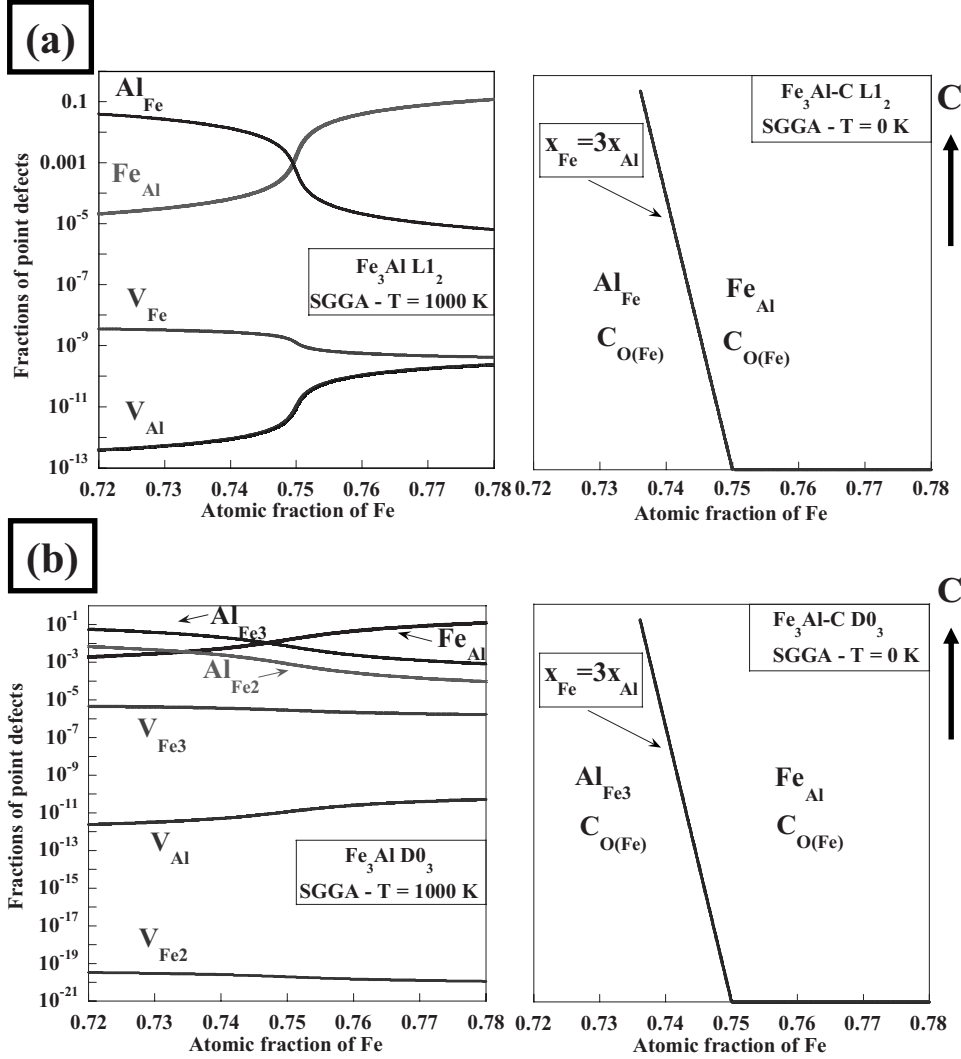 (a)
Fractions of point defects
0.1
0.001
10-5
10-7
10-9
10-11
10-13
AlFe
FeAl
VFe
VAl
Fe3Al L12
SGGA - T = 1000 K
0.72 0.73 0.74 0.75 0.76 0.77 0.78
Atomic fraction of Fe
Fe3Al-C L12
SGGA - T = 0 K
C
xFe=3xAl
AlFe
CO(Fe)
FeAl
CO(Fe)
0.72 0.73 0.74 0.75 0.76 0.77 0.78
Atomic fraction of Fe
(b)
Fractions of point defects
10-1
10-3
10-5
10-7
10-9
10-11
10-13
10-15
10-17
10-19
10-21
AlFe3
FeAl
AlFe2
VFe3
VAl
VFe2
Fe3Al D03
SGGA - T = 1000 K
0.72 0.73 0.74 0.75 0.76 0.77 0.78
Atomic fraction of Fe
Fe3Al-C D03
SGGA - T = 0 K
C
xFe=3xAl
AlFe3
CO(Fe)
FeAl
CO(Fe)
0.72 0.73 0.74 0.75 0.76 0.77 0.78
Atomic fraction of Fe